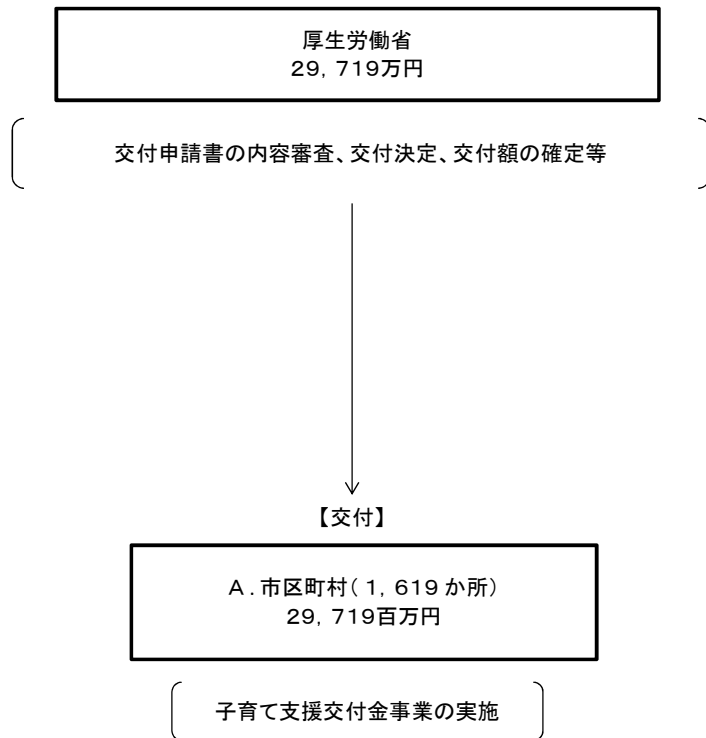 厚生労働省
29，719万円
交付申請書の内容審査、交付決定、交付額の確定等
【交付】
Ａ．市区町村（１，６１９か所）
29，719百万円
子育て支援交付金事業の実施